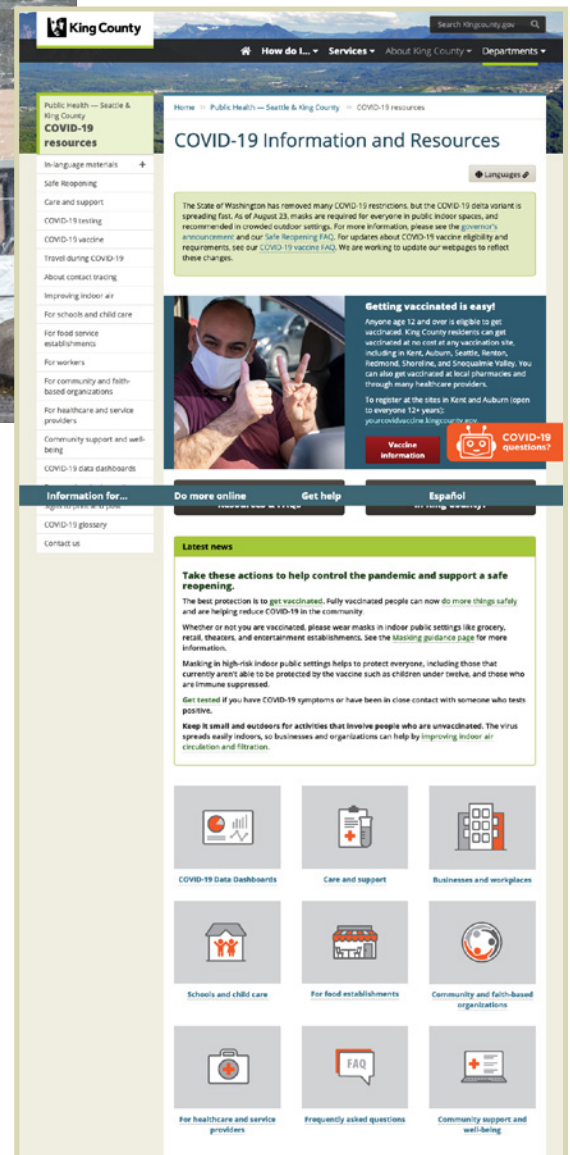 King County
Search Kingcounty.gov
How do I... Services About King County Departments
Public Health — Seattle &
King County
COVID-19
resources
In-language materials +
Safe Reopening
Care and support
COVID-19 testing
COVID-19 vaccine
Travel during COVID-19
About contact tracing
Improving indoor air
For schools and child care
For food service
establishments
For workers
For community and faith-
based organizations
For healthcare and service
providers
Community support and well-
being
COVID-19 data dashboards
COVID-19 glossary
Contact us
Home Public Health — Seattle & King County COVID-19 resources
COVID-19 Information and Resources
Languages
The State of Washington has removed many COVID-19 restrictions, but the COVID-19 delta variant is
spreading fast. As of August 23, masks are required for everyone in public indoor spaces, and
recommended in crowded outdoor settings. For more information, please see the governor's
announcement and our Safe Reopening FAQ. For updates about COVID-19 vaccine eligibility and
requirements, see our COVID-19 vaccine FAQ. We are working to update our webpages to reflect
these changes.
Getting vaccinated is easy!
Anyone age 12 and over is eligible to get
vaccinated. King County residents can get
vaccinated at no cost at any vaccination site,
including in Kent, Auburn, Seattle, Renton,
Redmond, Shoreline, and Snoqualmie Valley. You
can also get vaccinated at local pharmacies and
through many healthcare providers.
To register at the sites in Kent and Auburn (open
to everyone 12+ years):
yourcovidvaccine.kingcounty.gov
Vaccine
information
COVID-19
questions?
Information for... Do more online Get help Español
Latest news
Take these actions to help control the pandemic and support a safe
reopening.
The best protection is to get vaccinated. Fully vaccinated people can now do more things safely
and are helping reduce COVID-19 in the community.
Whether or not you are vaccinated, please wear masks in indoor public settings like grocery,
retail, theaters, and entertainment establishments. See the Masking guidance page for more
information.
Masking in high-risk indoor public settings helps to protect everyone, including those that
currently aren't able to be protected by the vaccine such as children under twelve, and those who
are immune suppressed.
Get tested if you have COVID-19 symptoms or have been in close contact with someone who tests
positive.
Keep it small and outdoors for activities that involve people who are unvaccinated. The virus
spreads easily indoors, so businesses and organizations can help by improving indoor air
circulation and filtration.
COVID-19 Data Dashboards
Care and support
Businesses and workplaces
Schools and child care
For food establishments
Community and faith-based
organizations
FAQ
For healthcare and service
providers
Frequently asked questions
Community support and
well-being